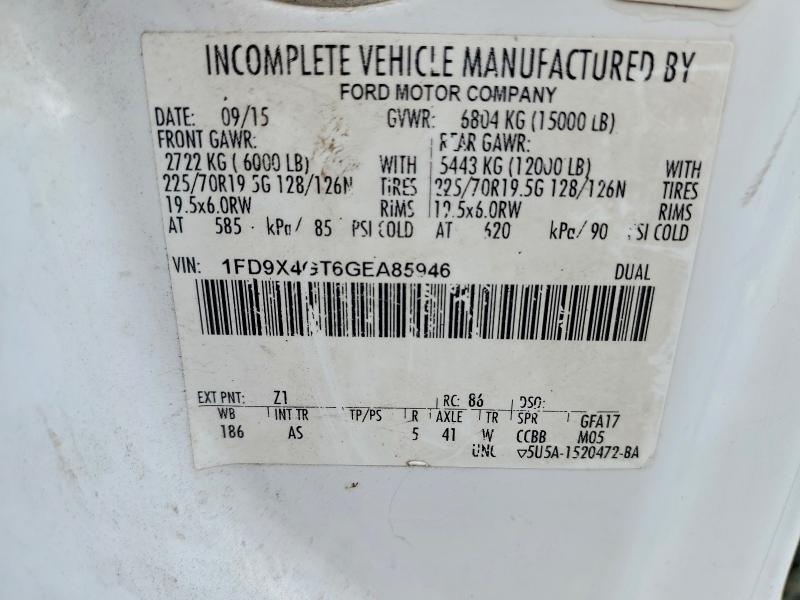 INCOMPLETE VEHICLE MANUFACTURED BY
FORD MOTOR COMPANY
DATE: 09/15 GVWR: 6804 KG (15000 LB)
FRONT GAWR: REAR GAWR:
2722 KG ( 6000 LB) WITH 5443 KG (12000 LB) WITH
225/70R19.5G 128/126N TIRES 225/70R19.5G 128/126N TIRES
19.5x6.0RW RIMS 19.5x6.0RW RIMS
AT 585 kPa/ 85 PSI COLD AT 620 kPa/ 90 PSI COLD
VIN: 1FD9X4GT6GEA85946 DUAL
EXT PNT: Z1 RC: 86 DSO:
WB INT TR TP/PS R AXLE TR SPR GFA17
186 AS 5 41 W CCBB M05
UNC ▽5U5A-1520472-BA